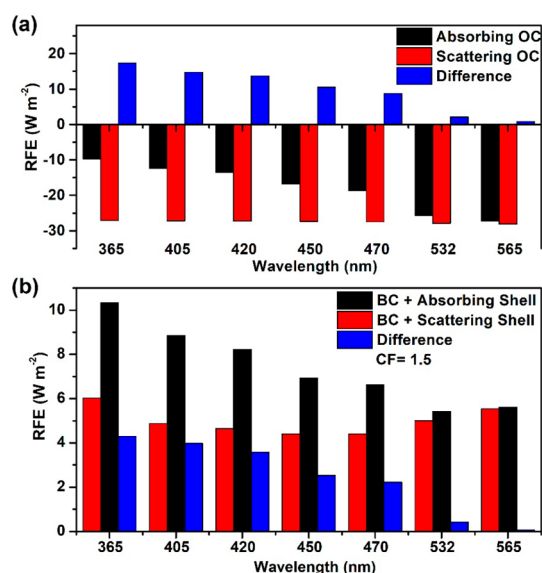 (a)
Absorbing OC
Scattering OC
Difference
RFE (W m⁻²)
20
10
0
-10
-20
-30
365 405 420 450 470 532 565
Wavelength (nm)
(b)
BC + Absorbing Shell
BC + Scattering Shell
Difference
CF= 1.5
RFE (W m⁻²)
10
8
6
4
2
0
365 405 420 450 470 532 565
Wavelength (nm)